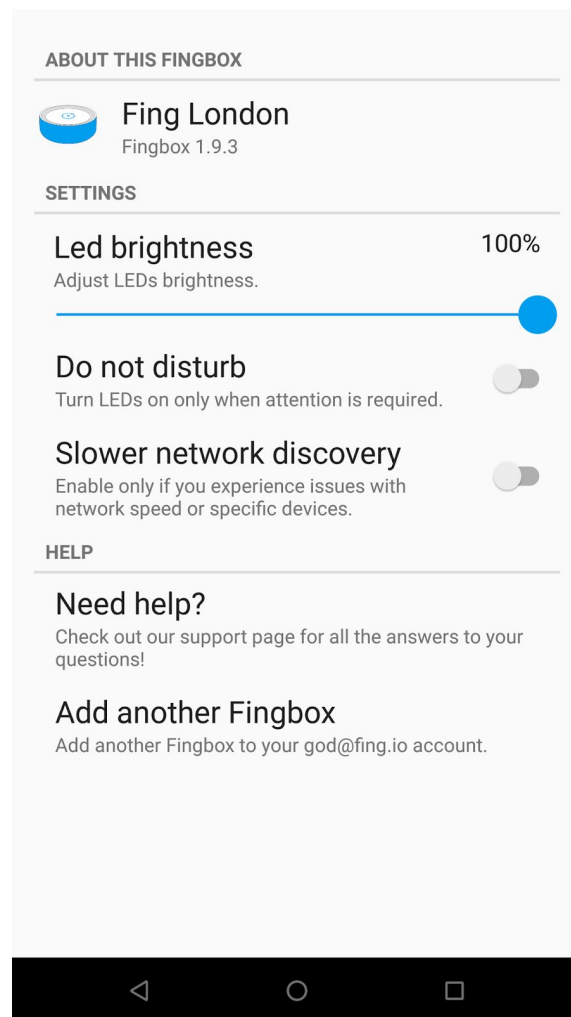 ABOUT THIS FINGBOX
Fing London
Fingbox 1.9.3
SETTINGS
Led brightness
100%
Adjust LEDs brightness.
Do not disturb
Turn LEDs on only when attention is required.
Slower network discovery
Enable only if you experience issues with
network speed or specific devices.
HELP
Need help?
Check out our support page for all the answers to your
questions!
Add another Fingbox
Add another Fingbox to your god@fing.io account.